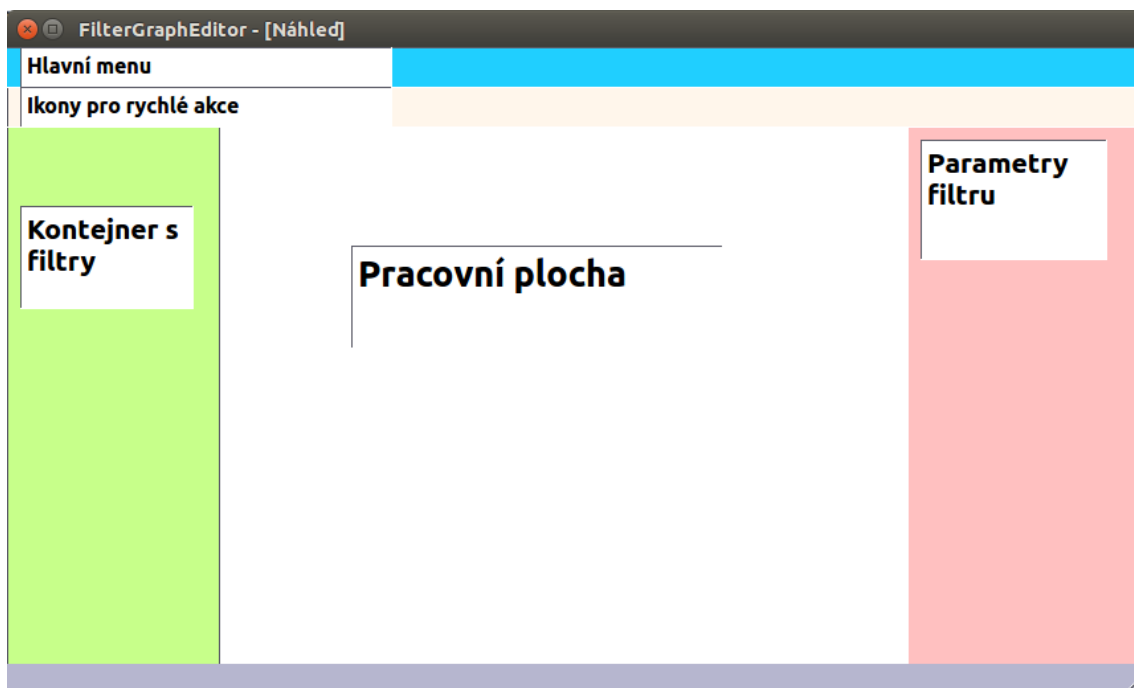 FilterGraphEditor - [Náhled]
Hlavní menu
Ikony pro rychlé akce
Kontejner s
filtry
Pracovní plocha
Parametry
filtru